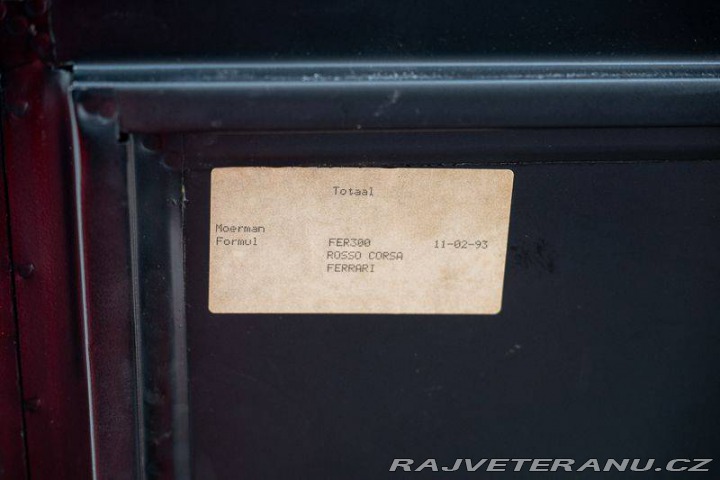 Totaal
Moerman
Formul FER300 11-02-93
ROSSO CORSA
FERRARI
RAJVETERANU.CZ